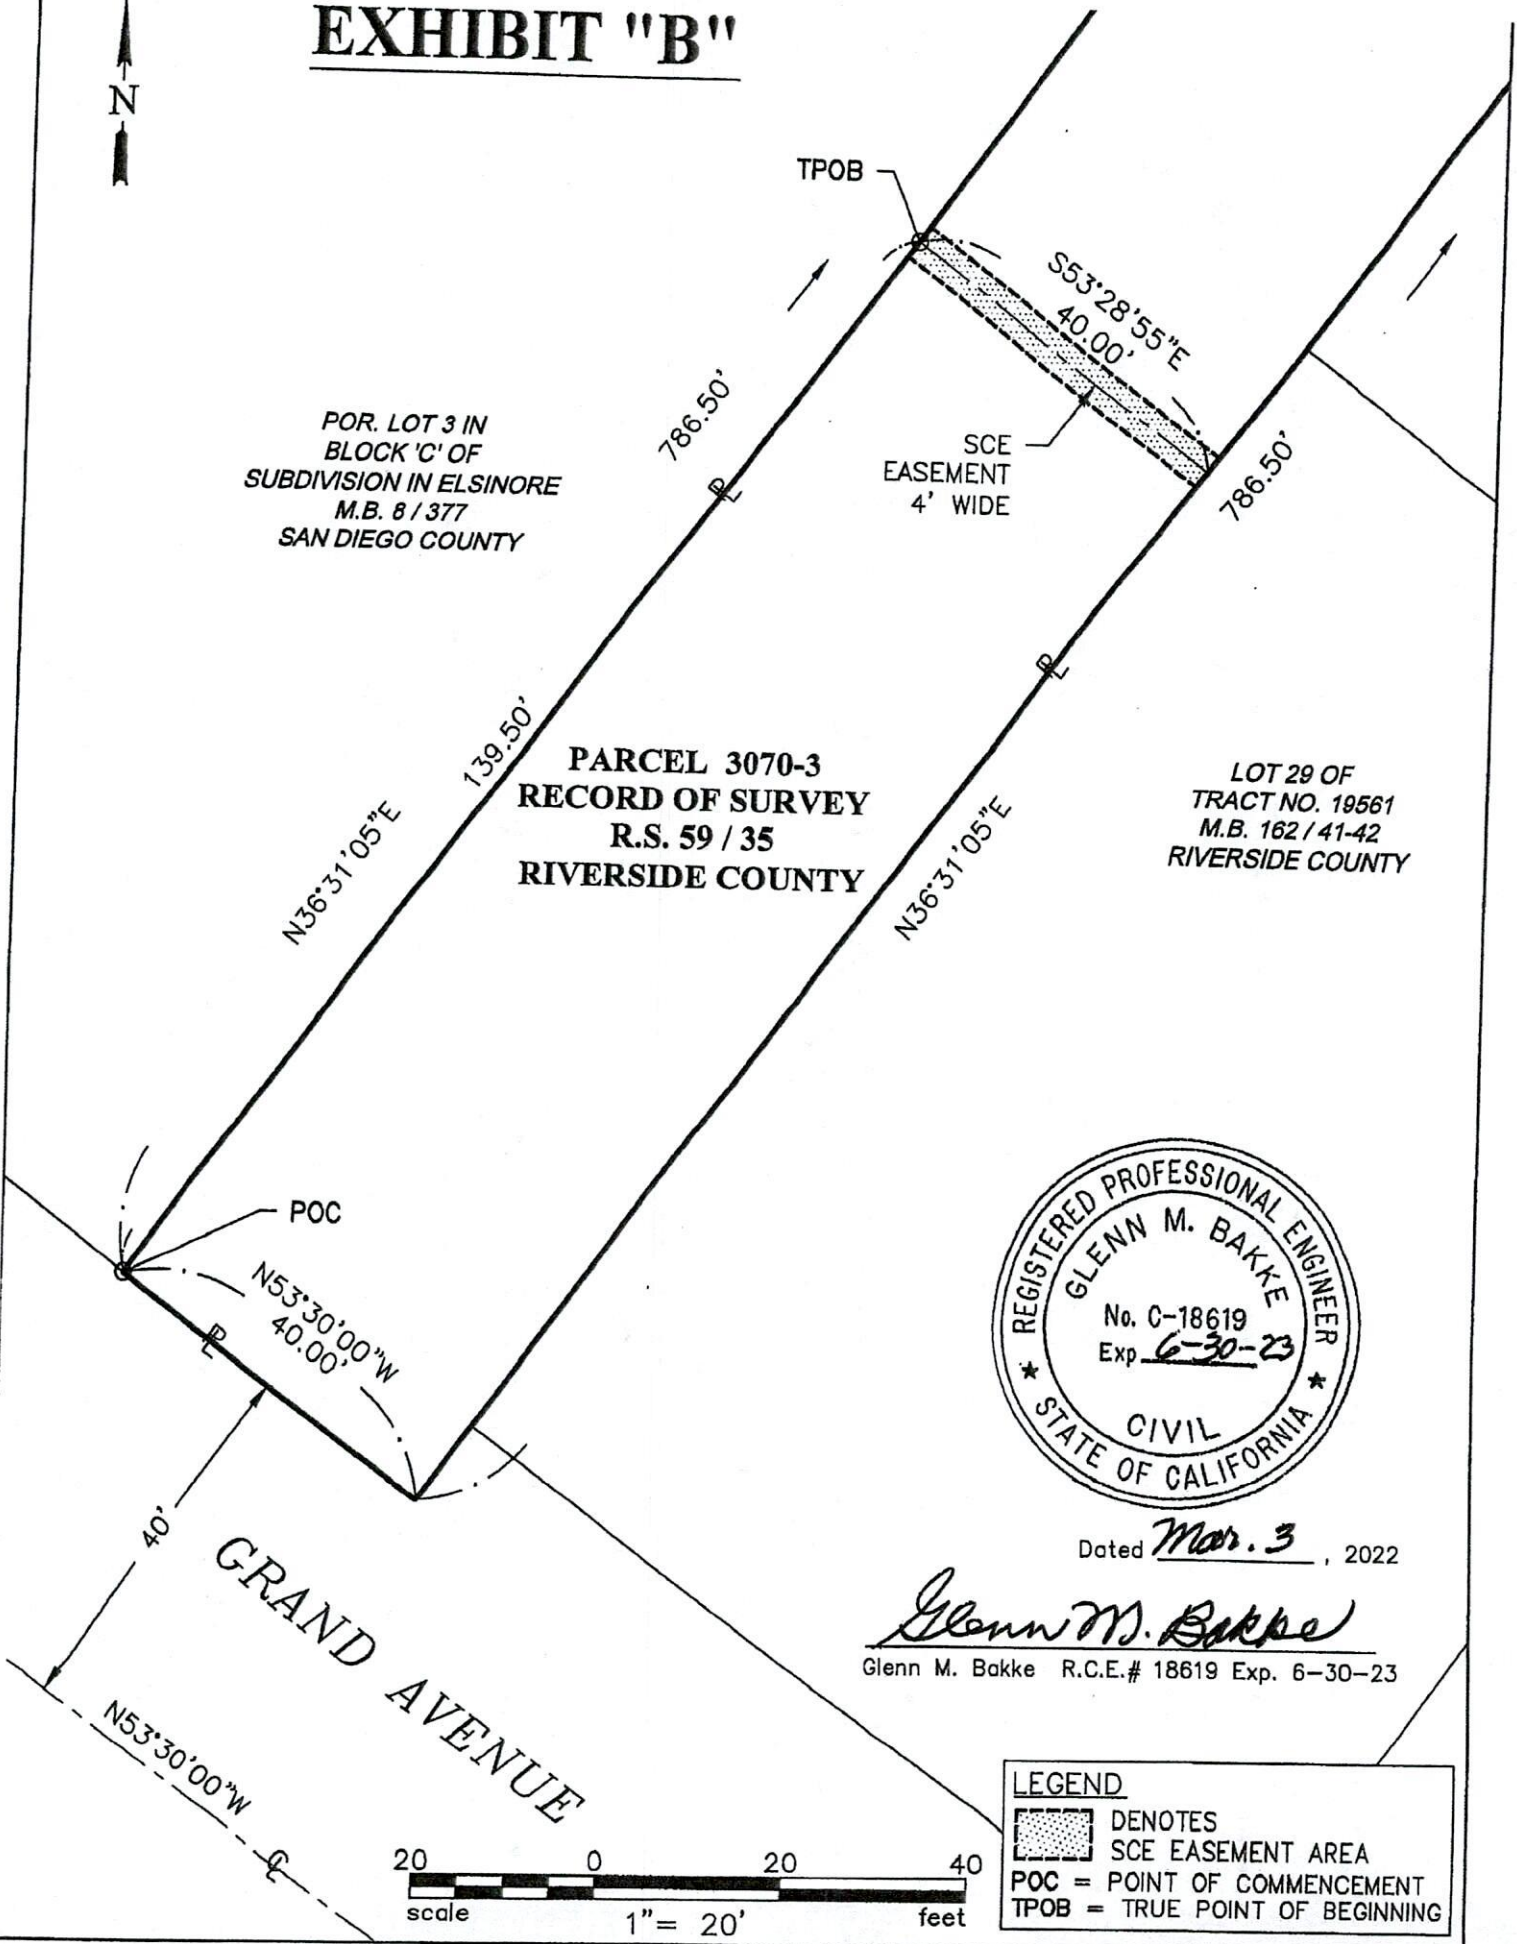 EXHIBIT "B"
N
TPOB
S53°28'55"E
40.00'
786.50'
POR. LOT 3 IN
BLOCK 'C' OF
SUBDIVISION IN ELSINORE
M.B. 8 / 377
SAN DIEGO COUNTY
SCE
EASEMENT
4' WIDE
786.50'
PL
PL
139.50'
N36°31'05"E
PARCEL 3070-3
RECORD OF SURVEY
R.S. 59 / 35
RIVERSIDE COUNTY
N36°31'05"E
LOT 29 OF
TRACT NO. 19561
M.B. 162 / 41-42
RIVERSIDE COUNTY
POC
N53°30'00"W
40.00'
PL
40'
GRAND AVENUE
N53°30'00"W
CL
REGISTERED PROFESSIONAL ENGINEER
GLENN M. BAKKE
No. C-18619
Exp 6-30-23
CIVIL
STATE OF CALIFORNIA
Dated Mar. 3, 2022
Glenn M. Bakke
Glenn M. Bakke R.C.E.# 18619 Exp. 6-30-23
LEGEND
DENOTES
SCE EASEMENT AREA
POC = POINT OF COMMENCEMENT
TPOB = TRUE POINT OF BEGINNING
20 0 20 40
scale 1"= 20' feet